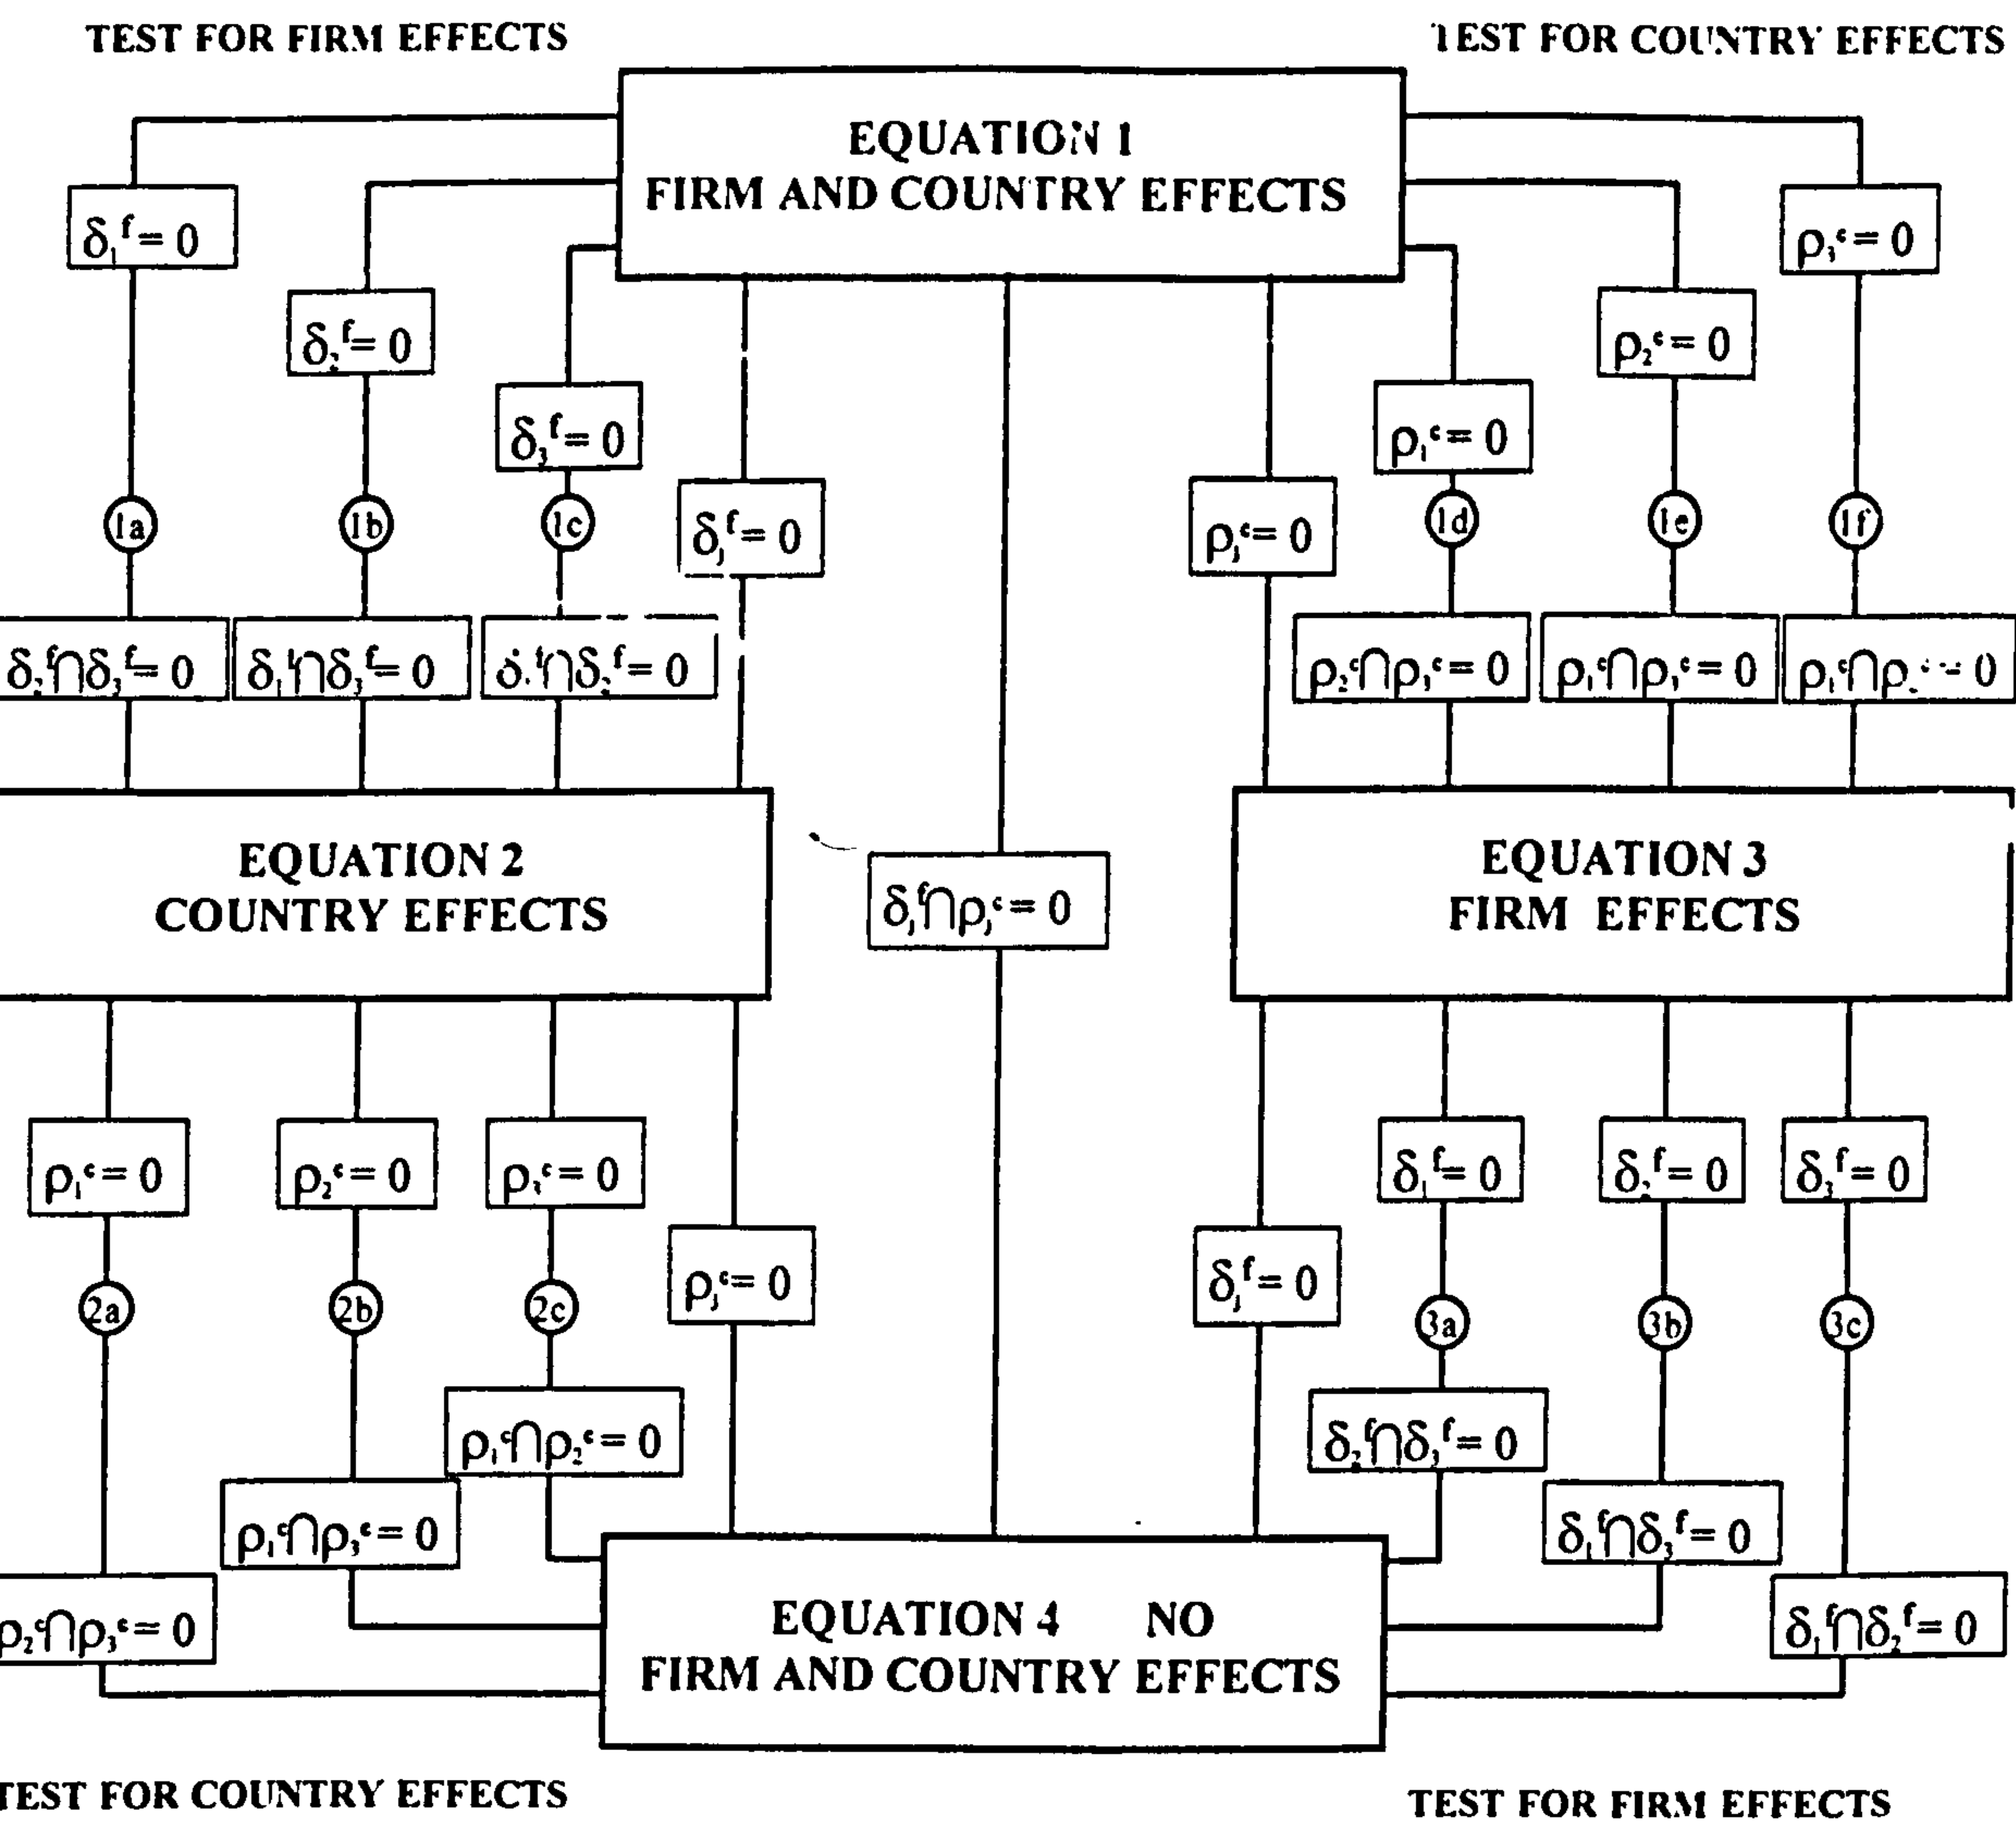 TEST FOR FIRM EFFECTS
TEST FOR COUNTRY EFFECTS
EQUATION 1
FIRM AND COUNTRY EFFECTS
δ₁ᶠ = 0
ρ₃ᶜ = 0
δ₂ᶠ = 0
ρ₂ᶜ = 0
δ₃ᶠ = 0
ρ₁ᶜ = 0
1a
1b
1c
δⱼᶠ = 0
ρⱼᶜ = 0
1d
1e
1f
δ₂ᶠ∩δ₃ᶠ = 0
δ₁ᶠ∩δ₃ᶠ = 0
δ₁ᶠ∩δ₂ᶠ = 0
ρ₂ᶜ∩ρ₃ᶜ = 0
ρ₁ᶜ∩ρ₃ᶜ = 0
ρ₁ᶜ∩ρ = 0
EQUATION 2
COUNTRY EFFECTS
δⱼᶠ∩ρⱼᶜ = 0
EQUATION 3
FIRM EFFECTS
ρ₁ᶜ = 0
ρ₂ᶜ = 0
ρ₃ᶜ = 0
δ₁ᶠ = 0
δ₂ᶠ = 0
δ₃ᶠ = 0
ρⱼᶜ = 0
δⱼᶠ = 0
2a
2b
2c
3a
3b
3c
ρ₁ᶜ∩ρ₂ᶜ = 0
δ₂ᶠ∩δ₃ᶠ = 0
ρ₁ᶜ∩ρ₃ᶜ = 0
δ₁ᶠ∩δ₃ᶠ = 0
ρ₂ᶜ∩ρ₃ᶜ = 0
δ₁ᶠ∩δ₂ᶠ = 0
EQUATION 4 NO
FIRM AND COUNTRY EFFECTS
TEST FOR COUNTRY EFFECTS
TEST FOR FIRM EFFECTS